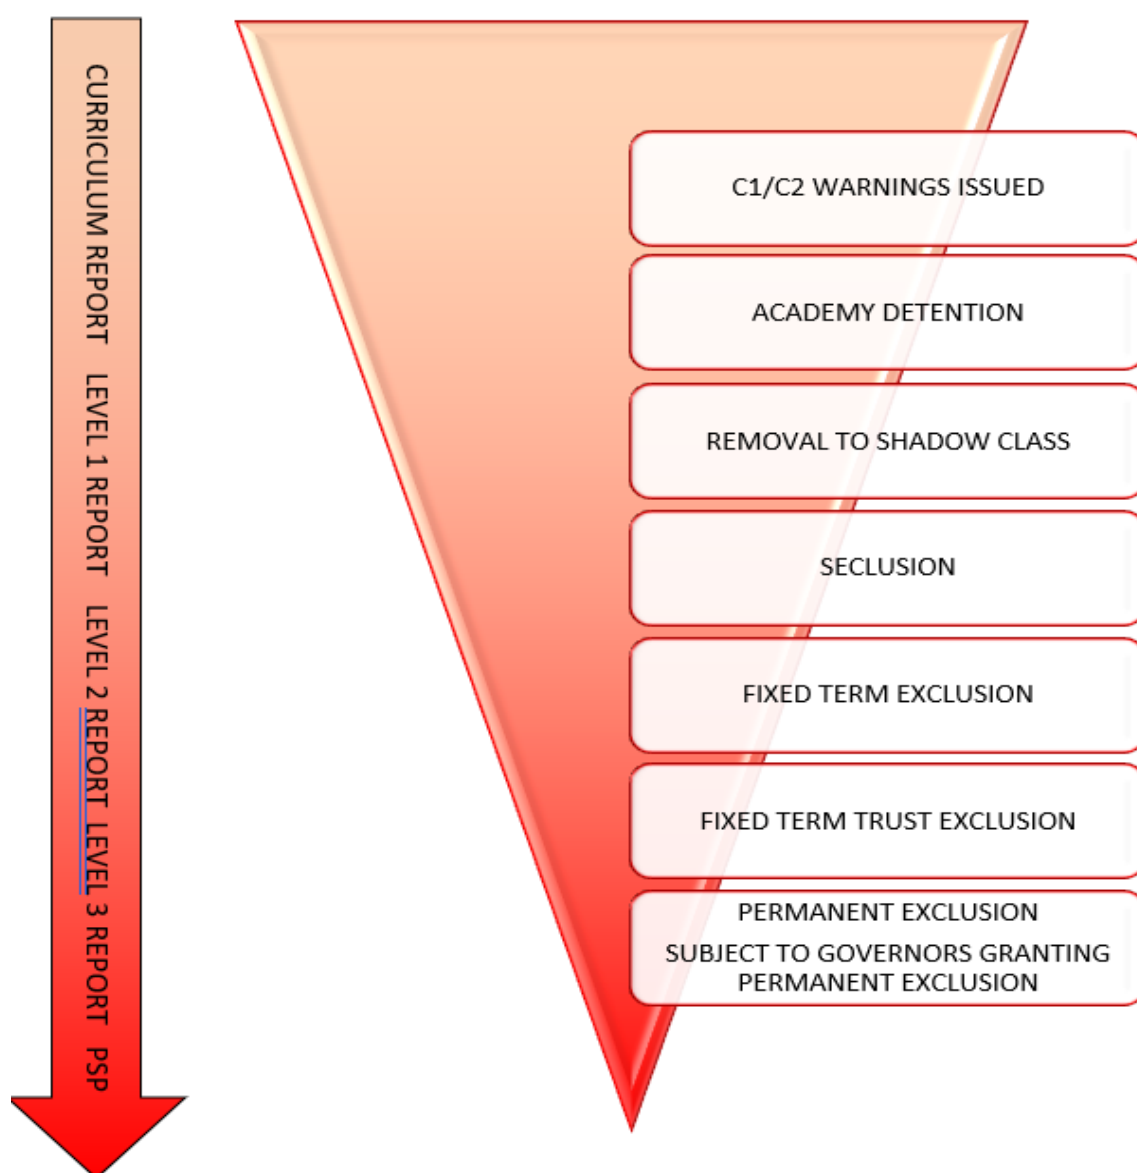 CURRICULUM REPORT LEVEL 1 REPORT LEVEL 2 REPORT LEVEL 3 REPORT PSP
C1/C2 WARNINGS ISSUED
ACADEMY DETENTION
REMOVAL TO SHADOW CLASS
SECLUSION
FIXED TERM EXCLUSION
FIXED TERM TRUST EXCLUSION
PERMANENT EXCLUSION
SUBJECT TO GOVERNORS GRANTING
PERMANENT EXCLUSION